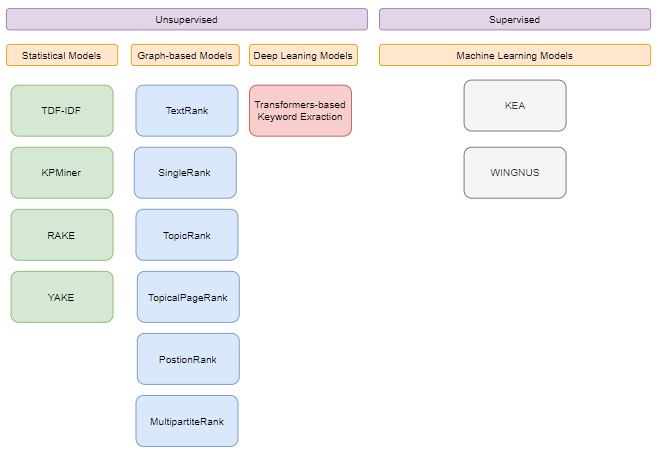 Unsupervised
Supervised
Statistical Models
Graph-based Models
Deep Leaning Models
Machine Learning Models
TDF-IDF
TextRank
Transformers-based
Keyword Exraction
KEA
KPMiner
SingleRank
WINGNUS
RAKE
TopicRank
YAKE
TopicalPageRank
PostionRank
MultipartiteRank